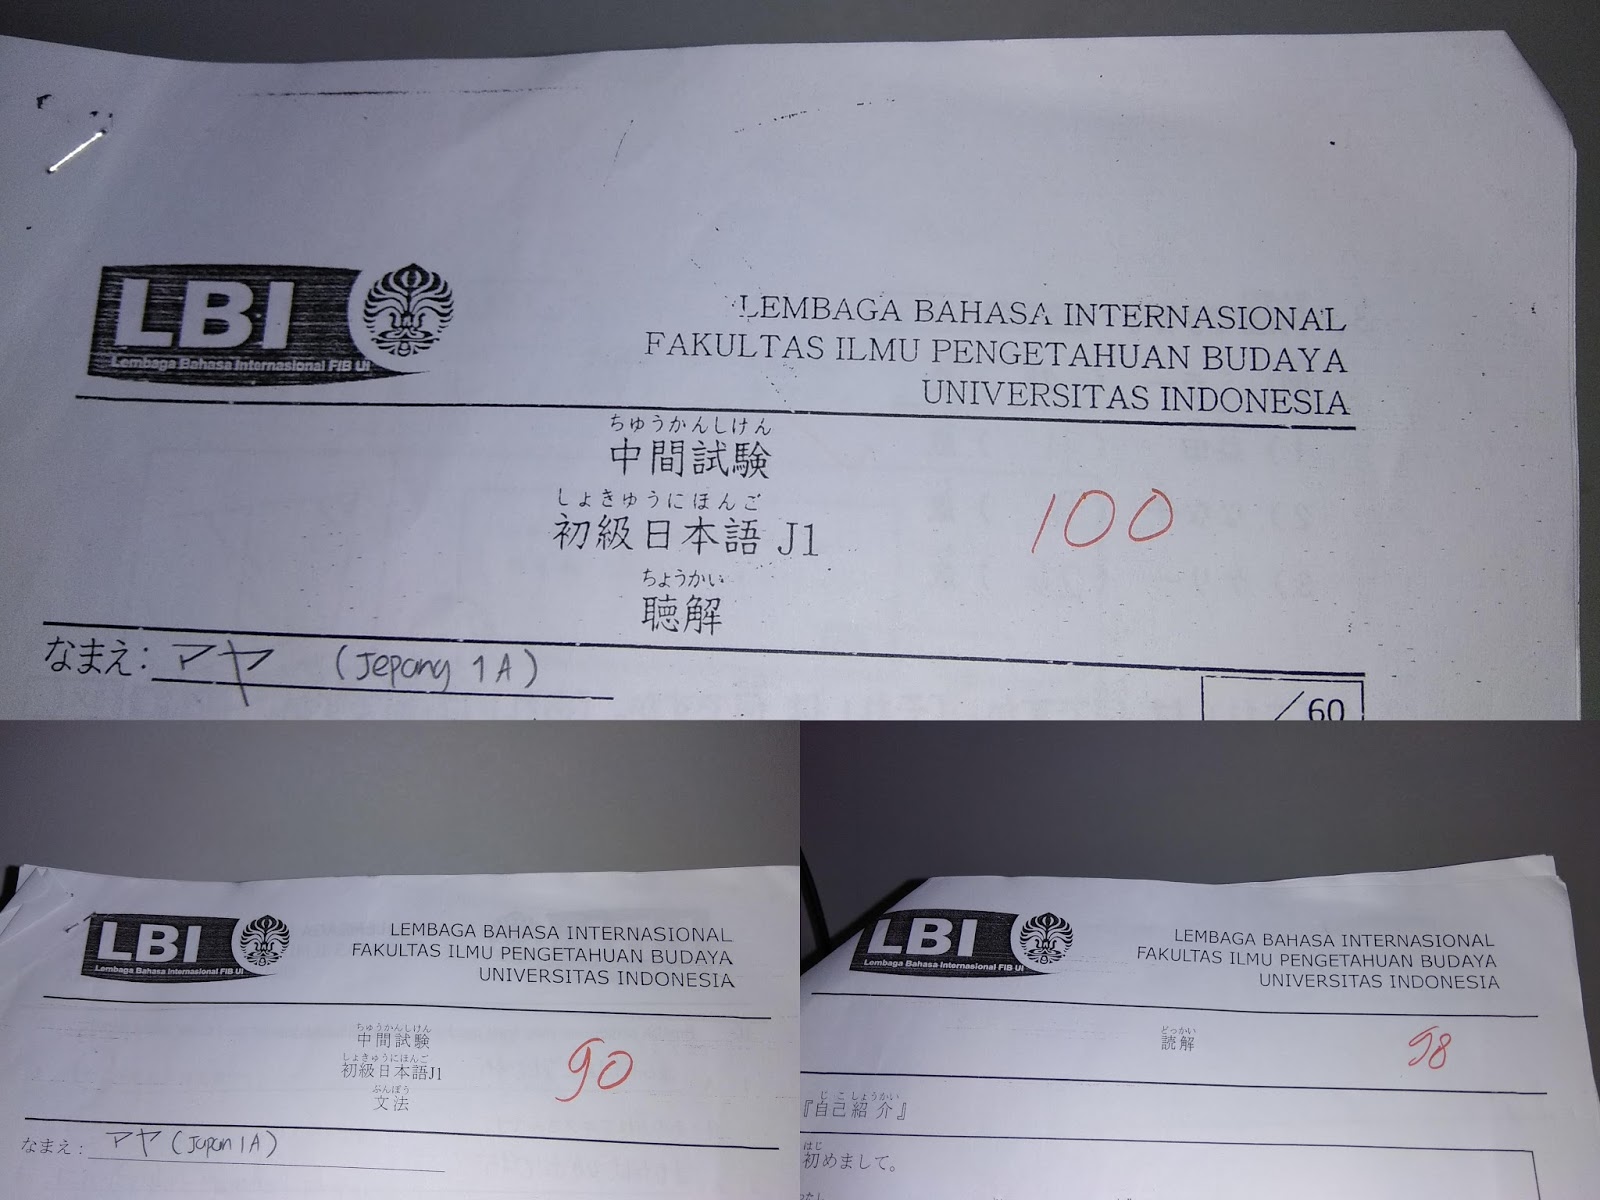 LBI
Lembaga Bahasa Internasional FIB UI
LEMBAGA BAHASA INTERNASIONAL
FAKULTAS ILMU PENGETAHUAN BUDAYA
UNIVERSITAS INDONESIA
ちゅうかんしけん
中間試験
しょきゅうにほんご
初級日本語 J1
100
ちょうかい
聴解
なまえ: マヤ (Jepang 1A)
/60
LBI
Lembaga Bahasa Internasional FIB UI
LEMBAGA BAHASA INTERNASIONAL
FAKULTAS ILMU PENGETAHUAN BUDAYA
UNIVERSITAS INDONESIA
ちゅうかんしけん
中間試験
しょきゅうにほんご
初級日本語J1
90
ぶんぽう
文法
なまえ: マヤ (Japan 1A)
LBI
Lembaga Bahasa Internasional FIB UI
LEMBAGA BAHASA INTERNASIONAL
FAKULTAS ILMU PENGETAHUAN BUDAYA
UNIVERSITAS INDONESIA
どっかい
読解
98
じこしょうかい
『自己紹介』
はじ
初めまして。